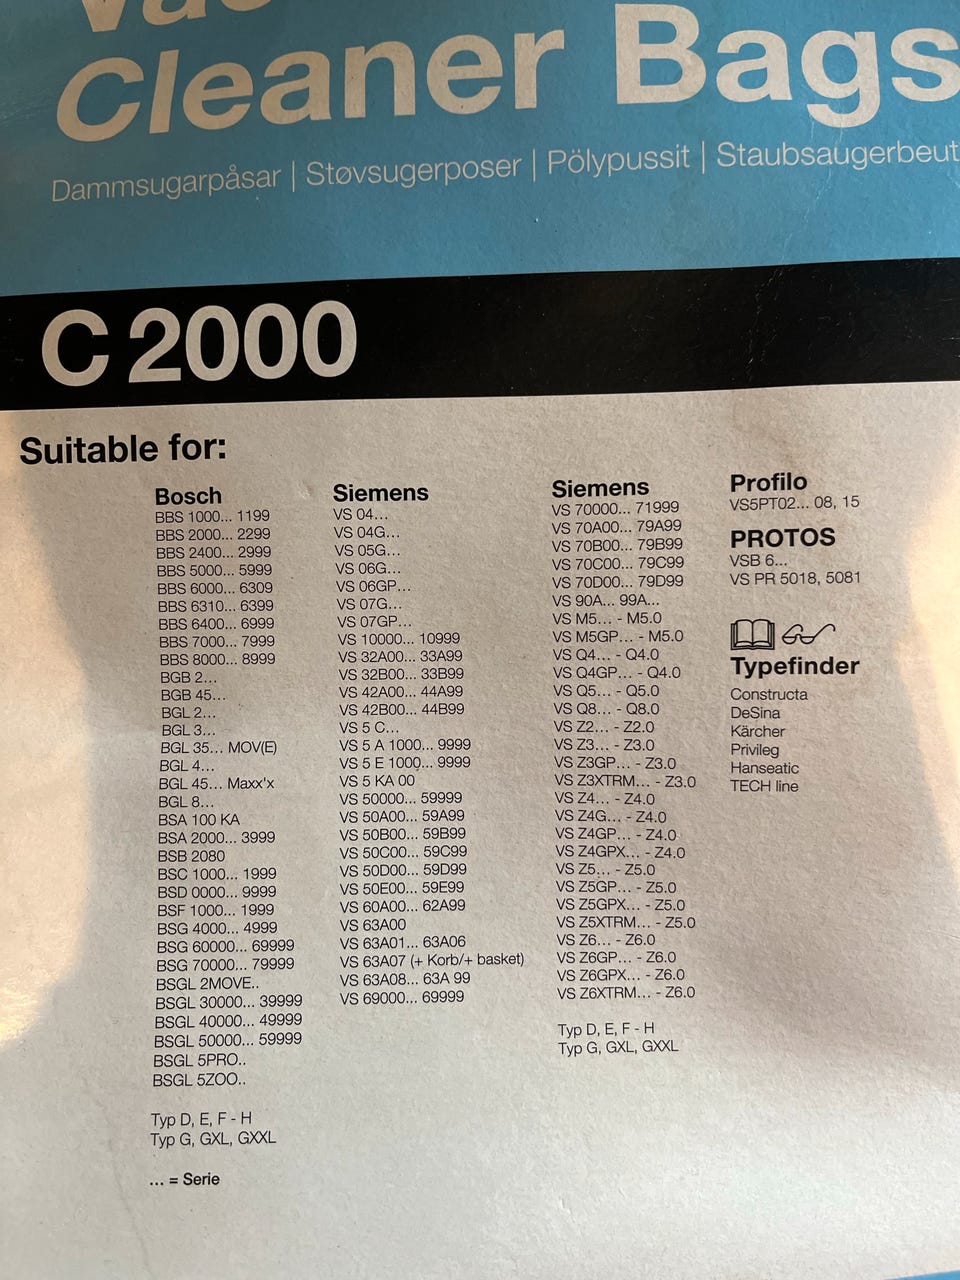 Cleaner Bags
Dammsugarpåsar | Støvsugerposer | Pölypussit | Staubsaugerbeut
C 2000
Suitable for:
Bosch
BBS 1000... 1199
BBS 2000... 2299
BBS 2400... 2999
BBS 5000... 5999
BBS 6000... 6309
BBS 6310... 6399
BBS 6400... 6999
BBS 7000... 7999
BBS 8000... 8999
BGB 2...
BGB 45...
BGL 2...
BGL 3...
BGL 35... MOV(E)
BGL 4...
BGL 45... Maxx'x
BGL 8...
BSA 100 KA
BSA 2000... 3999
BSB 2080
BSC 1000... 1999
BSD 0000... 9999
BSF 1000... 1999
BSG 4000... 4999
BSG 60000... 69999
BSG 70000... 79999
BSGL 2MOVE..
BSGL 30000... 39999
BSGL 40000... 49999
BSGL 50000... 59999
BSGL 5PRO..
BSGL 5ZOO..
Typ D, E, F - H
Typ G, GXL, GXXL
... = Serie
Siemens
VS 04...
VS 04G...
VS 05G...
VS 06G...
VS 06GP...
VS 07G...
VS 07GP...
VS 10000... 10999
VS 32A00... 33A99
VS 32B00... 33B99
VS 42A00... 44A99
VS 42B00... 44B99
VS 5 C...
VS 5 A 1000... 9999
VS 5 E 1000... 9999
VS 5 KA 00
VS 50000... 59999
VS 50A00... 59A99
VS 50B00... 59B99
VS 50C00... 59C99
VS 50D00... 59D99
VS 50E00... 59E99
VS 60A00... 62A99
VS 63A00
VS 63A01... 63A06
VS 63A07 (+ Korb/+ basket)
VS 63A08... 63A 99
VS 69000... 69999
Siemens
VS 70000... 71999
VS 70A00... 79A99
VS 70B00... 79B99
VS 70C00... 79C99
VS 70D00... 79D99
VS 90A... 99A...
VS M5... - M5.0
VS M5GP... - M5.0
VS Q4... - Q4.0
VS Q4GP... - Q4.0
VS Q5... - Q5.0
VS Q8... - Q8.0
VS Z2... - Z2.0
VS Z3... - Z3.0
VS Z3GP... - Z3.0
VS Z3XTRM... - Z3.0
VS Z4... - Z4.0
VS Z4G... - Z4.0
VS Z4GP... - Z4.0
VS Z4GPX... - Z4.0
VS Z5... - Z5.0
VS Z5GP... - Z5.0
VS Z5GPX... - Z5.0
VS Z5XTRM... - Z5.0
VS Z6... - Z6.0
VS Z6GP... - Z6.0
VS Z6GPX... - Z6.0
VS Z6XTRM... - Z6.0
Typ D, E, F - H
Typ G, GXL, GXXL
Profilo
VS5PT02... 08, 15
PROTOS
VSB 6...
VS PR 5018, 5081
Typefinder
Constructa
DeSina
Kärcher
Privileg
Hanseatic
TECH line